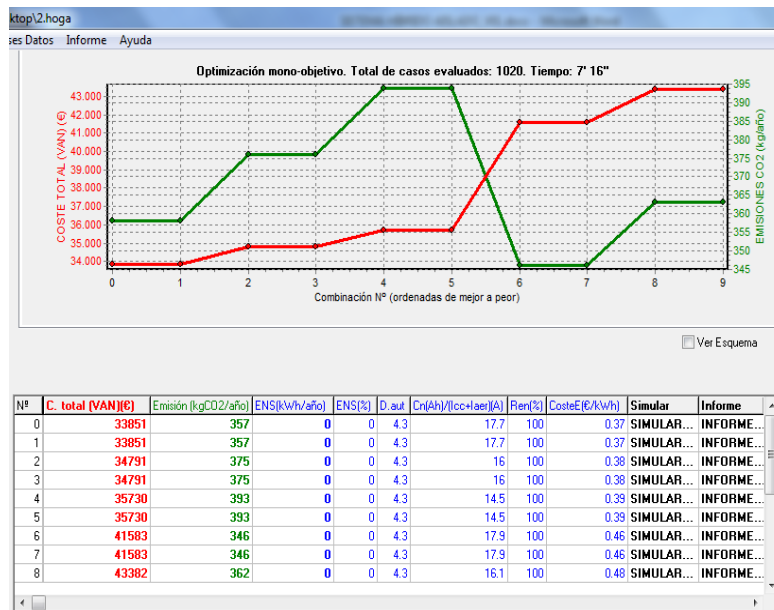 ktop\2.hoga
ses Datos Informe Ayuda
Optimización mono-objetivo. Total de casos evaluados: 1020. Tiempo: 7' 16"
COSTE TOTAL (VAN) (€)
43.000
42.000
41.000
40.000
39.000
38.000
37.000
36.000
35.000
34.000
395
390
385
380
375
370
365
360
355
350
345
EMISIONES CO2 (kg/año)
0 1 2 3 4 5 6 7 8 9
Combinación Nº (ordenadas de mejor a peor)
Ver Esquema
Nº C. total (VAN)(€) Emisión (kgCO2/año) ENS(kWh/año) ENS(%) D.aut Cn(Ah)/(Icc+Iaer)(A) Ren(%) CosteE(€/kWh) Simular Informe
0 33851 357 0 0 4.3 17.7 100 0.37 SIMULAR... INFORME...
1 33851 357 0 0 4.3 17.7 100 0.37 SIMULAR... INFORME...
2 34791 375 0 0 4.3 16 100 0.38 SIMULAR... INFORME...
3 34791 375 0 0 4.3 16 100 0.38 SIMULAR... INFORME...
4 35730 393 0 0 4.3 14.5 100 0.39 SIMULAR... INFORME...
5 35730 393 0 0 4.3 14.5 100 0.39 SIMULAR... INFORME...
6 41583 346 0 0 4.3 17.9 100 0.46 SIMULAR... INFORME...
7 41583 346 0 0 4.3 17.9 100 0.46 SIMULAR... INFORME...
8 43382 362 0 0 4.3 16.1 100 0.48 SIMULAR... INFORME...